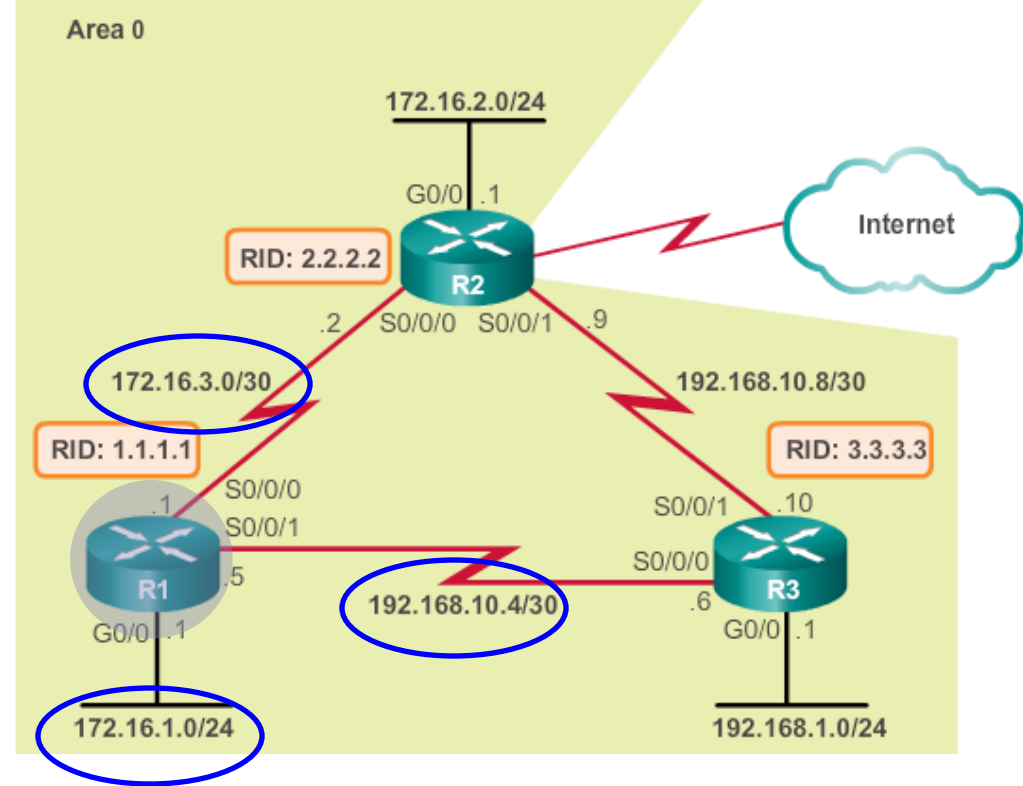 Area 0
172.16.2.0/24
G0/0 .1
Internet
RID: 2.2.2.2
R2
.2 S0/0/0 S0/0/1 .9
172.16.3.0/30
192.168.10.8/30
RID: 1.1.1.1
RID: 3.3.3.3
.1 S0/0/0
S0/0/1 .10
S0/0/1
S0/0/0
R1
.5
R3
192.168.10.4/30
.6
G0/0 .1
G0/0 .1
172.16.1.0/24
192.168.1.0/24